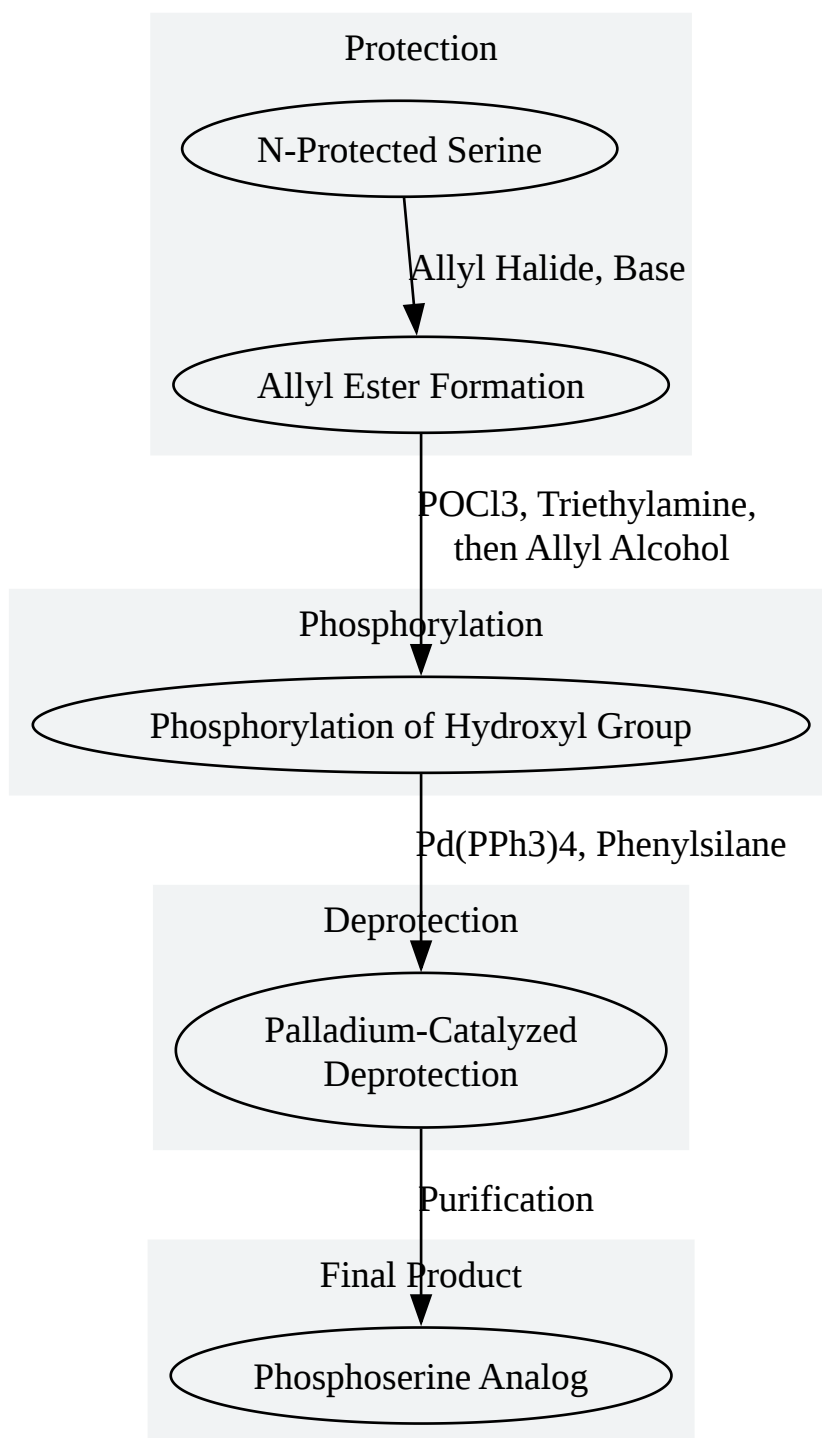 Protection
N-Protected Serine
Allyl Halide, Base
Allyl Ester Formation
POCl3, Triethylamine,
then Allyl Alcohol
Phosphorylation
Phosphorylation of Hydroxyl Group
Pd(PPh3)4, Phenylsilane
Deprotection
Palladium-Catalyzed
Deprotection
Purification
Final Product
Phosphoserine Analog